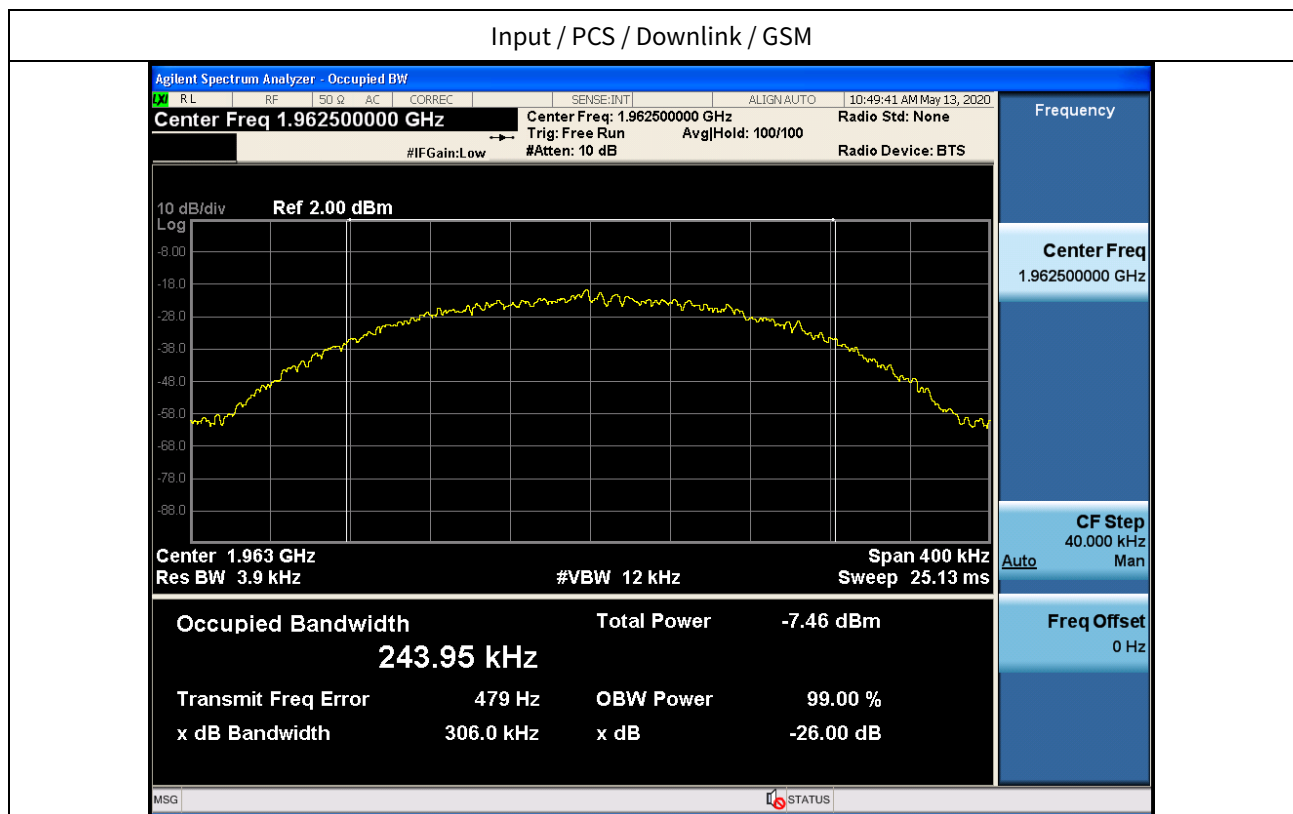 Input / PCS / Downlink / GSM
Agilent Spectrum Analyzer - Occupied BW
LXI RL RF 50 Ω AC CORREC SENSE:INT ALIGN AUTO 10:49:41 AM May 13, 2020
Center Freq 1.962500000 GHz
Center Freq: 1.962500000 GHz
Radio Std: None
Trig: Free Run Avg|Hold: 100/100
#IFGain:Low
#Atten: 10 dB
Radio Device: BTS
Frequency
10 dB/div Ref 2.00 dBm
Log
-8.00
-18.0
-28.0
-38.0
-48.0
-58.0
-68.0
-78.0
-88.0
Center Freq
1.962500000 GHz
Center 1.963 GHz Span 400 kHz
Res BW 3.9 kHz #VBW 12 kHz Sweep 25.13 ms
CF Step
40.000 kHz
Auto Man
Occupied Bandwidth Total Power -7.46 dBm
243.95 kHz
Transmit Freq Error 479 Hz OBW Power 99.00 %
x dB Bandwidth 306.0 kHz x dB -26.00 dB
Freq Offset
0 Hz
MSG STATUS